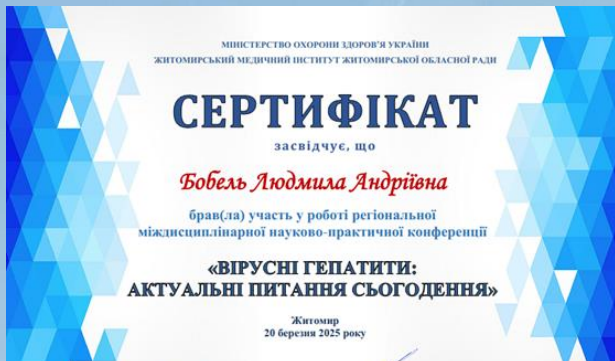 МІНІСТЕРСТВО ОХОРОНИ ЗДОРОВ'Я УКРАЇНИ
ЖИТОМИРСЬКИЙ МЕДИЧНИЙ ІНСТИТУТ ЖИТОМИРСЬКОЇ ОБЛАСНОЇ РАДИ
СЕРТИФІКАТ
засвідчує, що
Бобель Людмила Андріївна
брав(ла) участь у роботі регіональної
міждисциплінарної науково-практичної конференції
«ВІРУСНІ ГЕПАТИТИ:
АКТУАЛЬНІ ПИТАННЯ СЬОГОДЕННЯ»
Житомир
20 березня 2025 року